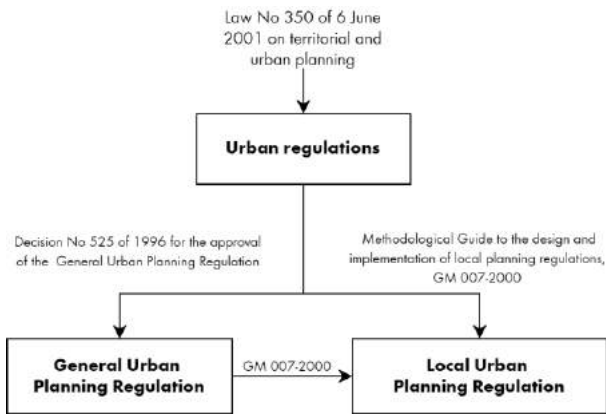 Law No 350 of 6 June
2001 on territorial and
urban planning
Urban regulations
Decision No 525 of 1996 for the approval
of the General Urban Planning Regulation
Methodological Guide to the design and
implementation of local planning regulations,
GM 007-2000
General Urban
Planning Regulation
GM 007-2000
Local Urban
Planning Regulation